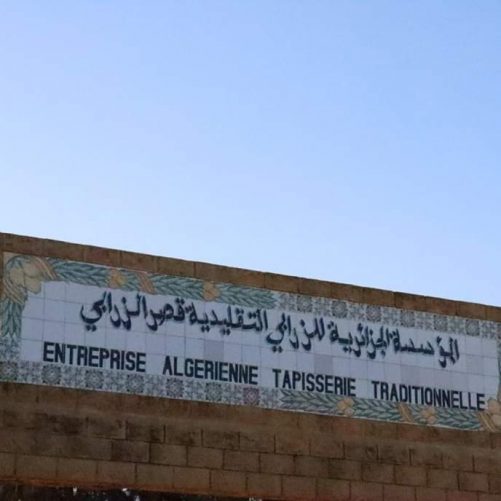 المؤسسة الجزائرية للزرابي التقليدية قصر الزرابي
ENTREPRISE ALGERIENNE TAPISSERIE TRADITIONNELLE